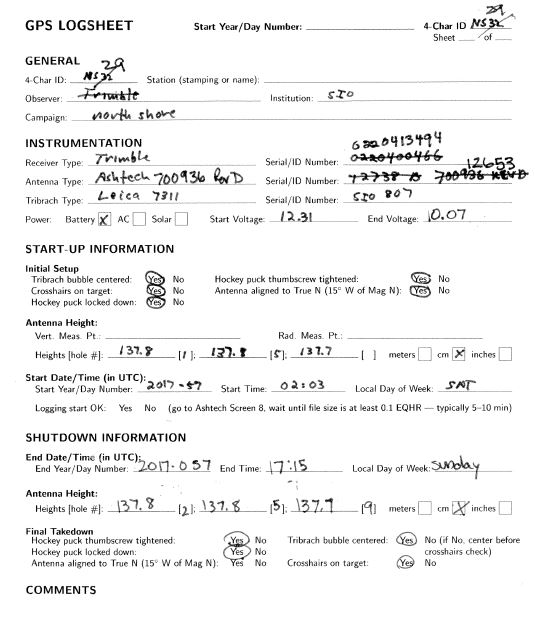 29
GPS LOGSHEET Start Year/Day Number: 4-Char ID NS32
Sheet / of
GENERAL 29
4-Char ID: NS32 Station (stamping or name):
Observer: Trimble Institution: SIO
Campaign: north shore
INSTRUMENTATION 6220413494
Receiver Type: Trimble Serial/ID Number: 0220400466 12653
Antenna Type: Ashtech 700936 Rev D Serial/ID Number: 12738 700936 REV D
Tribrach Type: Leica 7311 Serial/ID Number: SIO 807
Power: Battery X AC Solar Start Voltage: 12.31 End Voltage: 10.07
START-UP INFORMATION
Initial Setup
Tribrach bubble centered: Yes No Hockey puck thumbscrew tightened: Yes No
Crosshairs on target: Yes No Antenna aligned to True N (15° W of Mag N): Yes No
Hockey puck locked down: Yes No
Antenna Height:
Vert. Meas. Pt.: Rad. Meas. Pt.:
Heights [hole #]: 137.8 [1]; 137.8 [5]; 137.7 [ ] meters cm X inches
Start Date/Time (in UTC):
Start Year/Day Number: 2017-57 Start Time: 02:03 Local Day of Week: SAT
Logging start OK: Yes No (go to Ashtech Screen 8, wait until file size is at least 0.1 EQHR — typically 5–10 min)
SHUTDOWN INFORMATION
End Date/Time (in UTC):
End Year/Day Number: 2017-057 End Time: 17:15 Local Day of Week: Sunday
Antenna Height:
Heights [hole #]: 137.8 [2]; 137.8 [5]; 137.7 [9] meters cm X inches
Final Takedown
Hockey puck thumbscrew tightened: Yes No Tribrach bubble centered: Yes No (if No, center before
Hockey puck locked down: Yes No crosshairs check)
Antenna aligned to True N (15° W of Mag N): Yes No Crosshairs on target: Yes No
COMMENTS